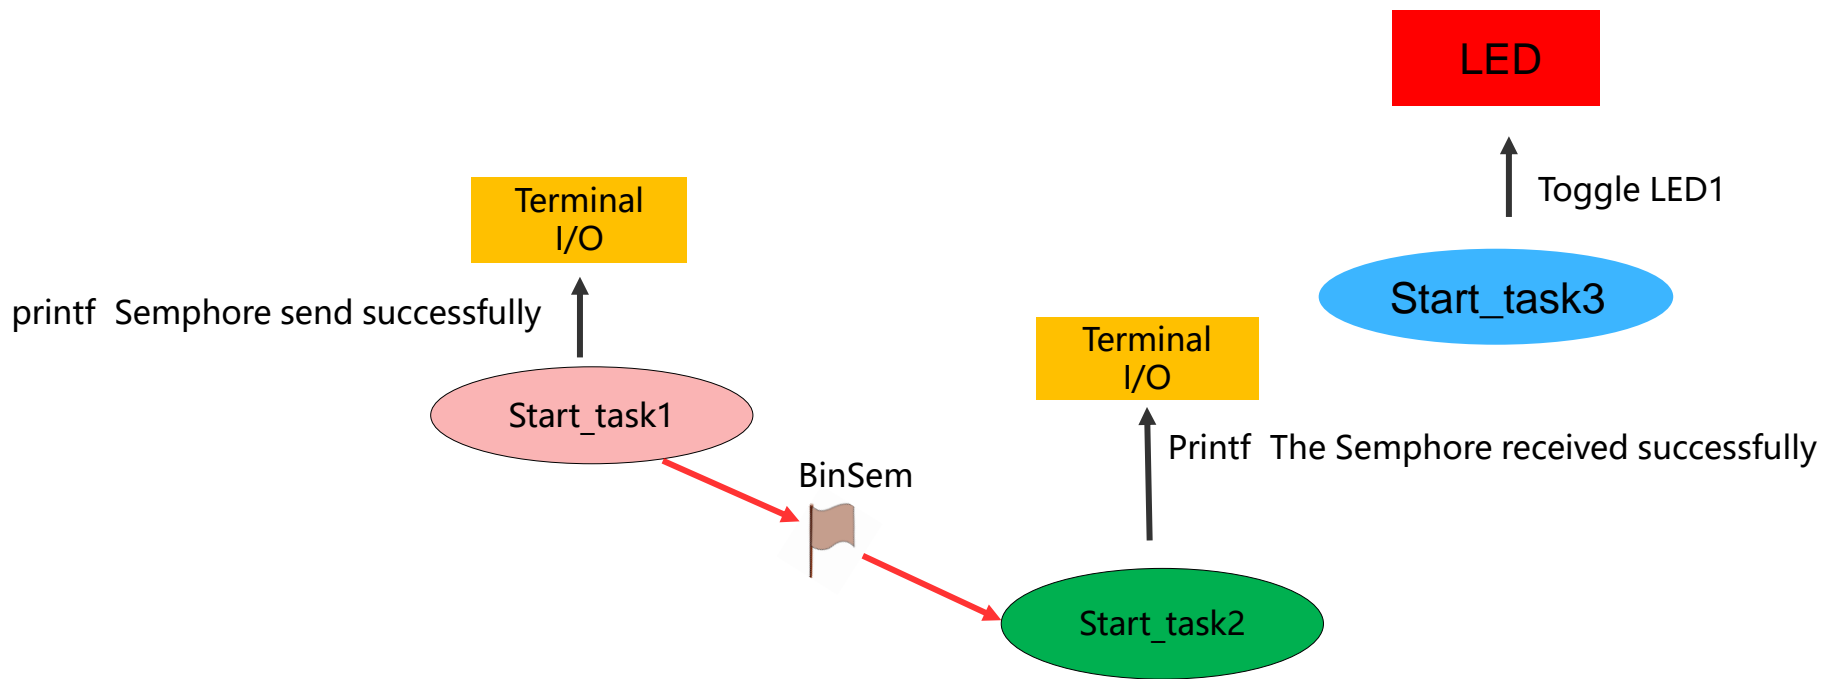 LED
Toggle LED1
Start_task3
Terminal
I/O
printf  Semphore send successfully
Start_task1
Terminal
I/O
Printf  The Semphore received successfully
BinSem
Start_task2